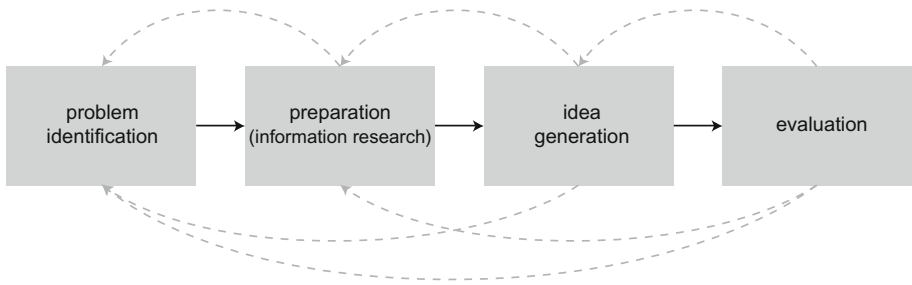 problem
identification
preparation
(information research)
idea
generation
evaluation